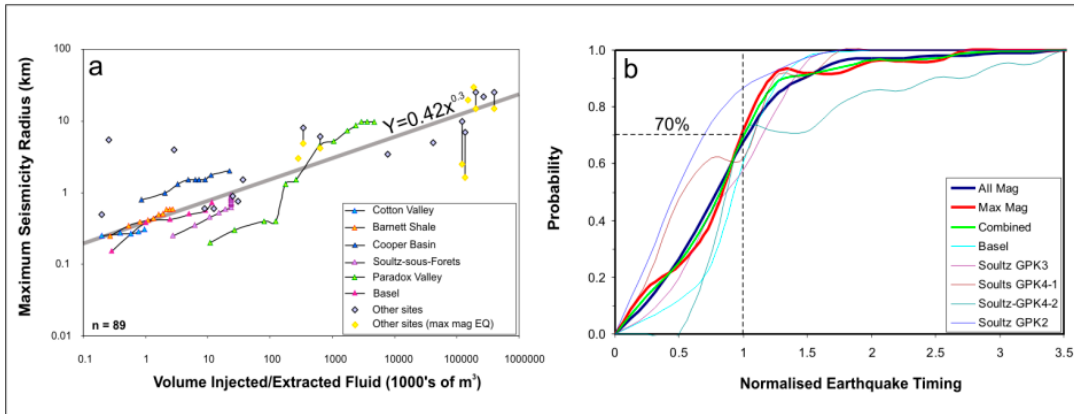 a
Y=0.42x^0.3
Maximum Seismicity Radius (km)
100
10
1
0.1
0.01
Cotton Valley
Barnett Shale
Cooper Basin
Soultz-sous-Forets
Paradox Valley
Basel
Other sites
Other sites (max mag EQ)
n = 89
0.1 1 10 100 1000 10000 100000 1000000
Volume Injected/Extracted Fluid (1000's of m³)
b
70%
Probability
1.0
0.8
0.6
0.4
0.2
0.0
All Mag
Max Mag
Combined
Basel
Soultz GPK3
Soults GPK4-1
Soultz-GPK4-2
Soultz GPK2
0 0.5 1 1.5 2 2.5 3 3.5
Normalised Earthquake Timing